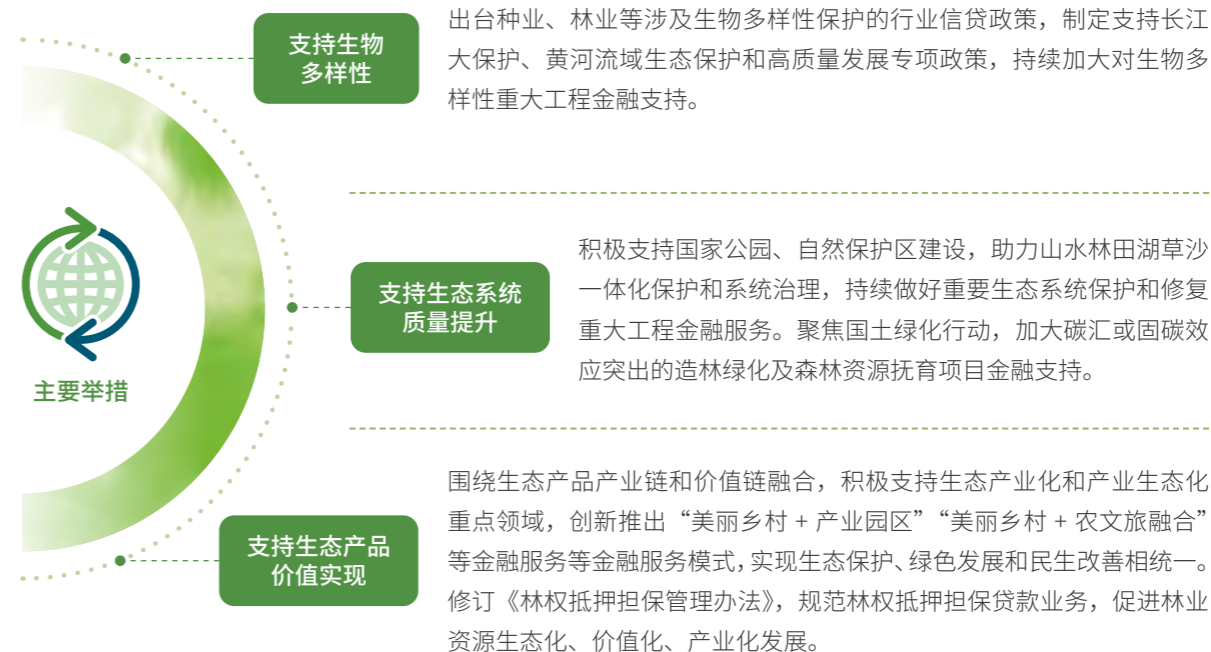 支持生物
多样性
出台种业、林业等涉及生物多样性保护的行业信贷政策，制定支持长江
大保护、黄河流域生态保护和高质量发展专项政策，持续加大对生物多
样性重大工程金融支持。
主要举措
支持生态系统
质量提升
积极支持国家公园、自然保护区建设，助力山水林田湖草沙
一体化保护和系统治理，持续做好重要生态系统保护和修复
重大工程金融服务。聚焦国土绿化行动，加大碳汇或固碳效
应突出的造林绿化及森林资源抚育项目金融支持。
支持生态产品
价值实现
围绕生态产品产业链和价值链融合，积极支持生态产业化和产业生态化
重点领域，创新推出“美丽乡村 + 产业园区”“美丽乡村 + 农文旅融合”
等金融服务等金融服务模式，实现生态保护、绿色发展和民生改善相统一。
修订《林权抵押担保管理办法》，规范林权抵押担保贷款业务，促进林业
资源生态化、价值化、产业化发展。